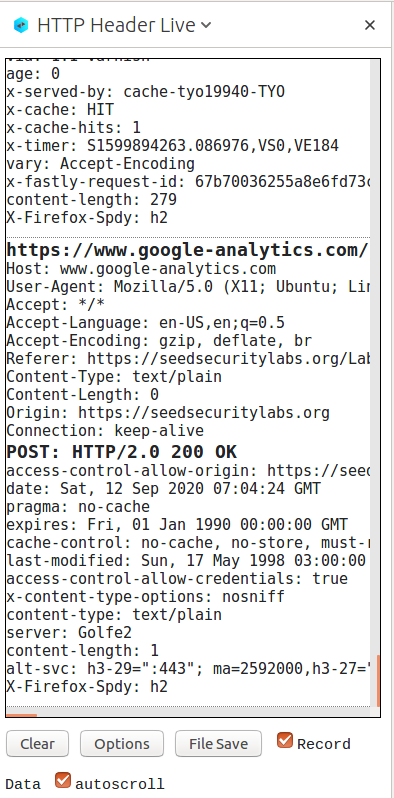 HTTP Header Live
age: 0
x-served-by: cache-tyo19940-TYO
x-cache: HIT
x-cache-hits: 1
x-timer: S1599894263.086976,VS0,VE184
vary: Accept-Encoding
x-fastly-request-id: 67b70036255a8e6fd73c
content-length: 279
X-Firefox-Spdy: h2
https://www.google-analytics.com/
Host: www.google-analytics.com
User-Agent: Mozilla/5.0 (X11; Ubuntu; Lin
Accept: */*
Accept-Language: en-US,en;q=0.5
Accept-Encoding: gzip, deflate, br
Referer: https://seedsecuritylabs.org/Lab
Content-Type: text/plain
Content-Length: 0
Origin: https://seedsecuritylabs.org
Connection: keep-alive
POST: HTTP/2.0 200 OK
access-control-allow-origin: https://seed
date: Sat, 12 Sep 2020 07:04:24 GMT
pragma: no-cache
expires: Fri, 01 Jan 1990 00:00:00 GMT
cache-control: no-cache, no-store, must-r
last-modified: Sun, 17 May 1998 03:00:00
access-control-allow-credentials: true
x-content-type-options: nosniff
content-type: text/plain
server: Golfe2
content-length: 1
alt-svc: h3-29=":443"; ma=2592000,h3-27="
X-Firefox-Spdy: h2
Clear Options File Save Record
Data autoscroll